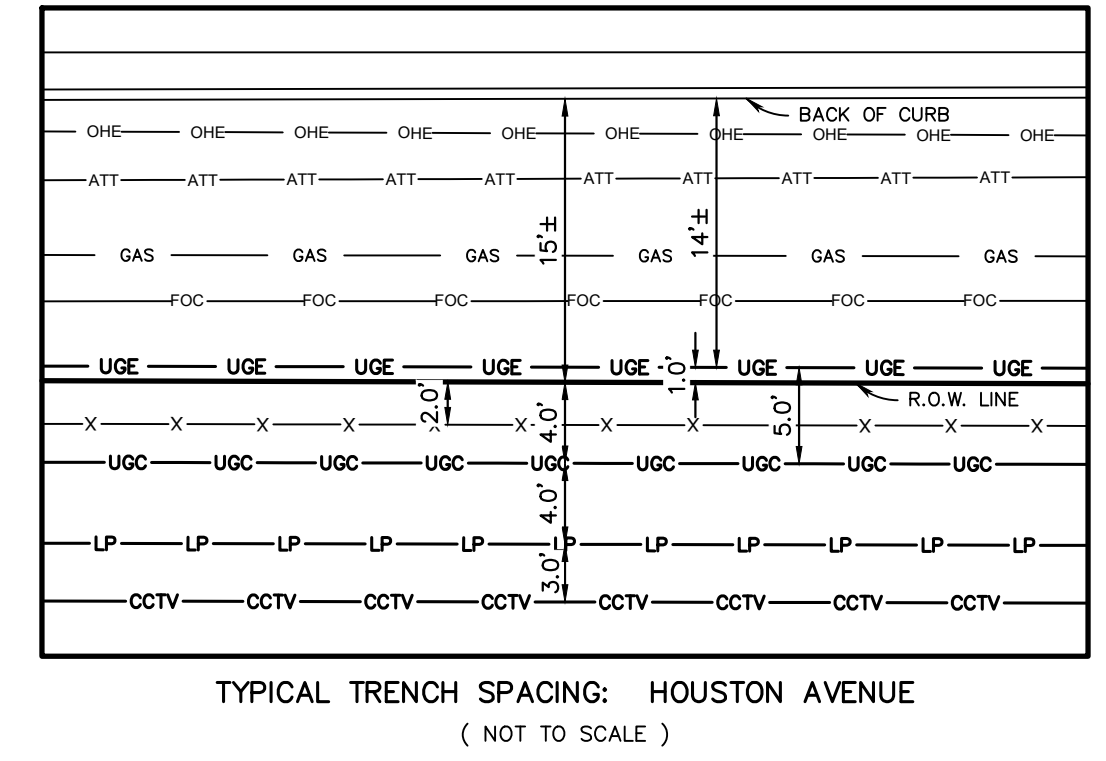 BACK OF CURB
OHE OHE OHE OHE OHE OHE OHE OHE OHE OHE
ATT ATT ATT ATT ATT ATT ATT ATT ATT ATT
15'±
14'±
GAS GAS GAS GAS GAS GAS
FOC FOC FOC FOC FOC FOC FOC
UGE UGE UGE UGE UGE UGE UGE UGE
1.0'
R.O.W. LINE
2.0'
4.0'
5.0'
X X X X X X X X X X X
UGC UGC UGC UGC UGC UGC UGC UGC UGC
4.0'
LP LP LP LP LP LP LP LP LP LP LP
3.0'
CCTV CCTV CCTV CCTV CCTV CCTV CCTV CCTV
TYPICAL TRENCH SPACING: HOUSTON AVENUE
( NOT TO SCALE )